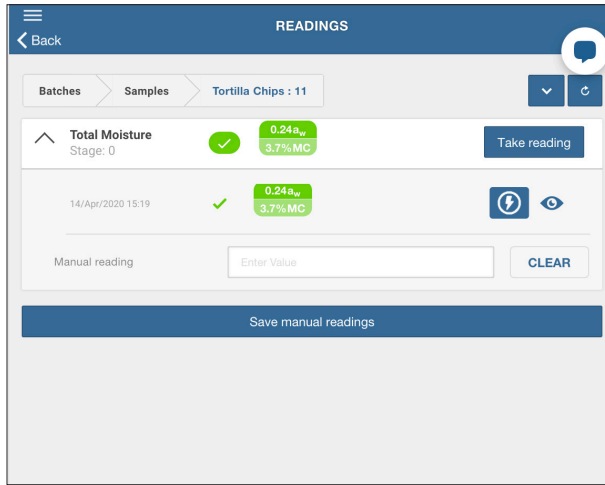 READINGS
Back
Batches
Samples
Tortilla Chips : 11
Total Moisture
Stage: 0
0.24aw
3.7%MC
Take reading
14/Apr/2020 15:19
0.24aw
3.7%MC
Manual reading
Enter Value
CLEAR
Save manual readings